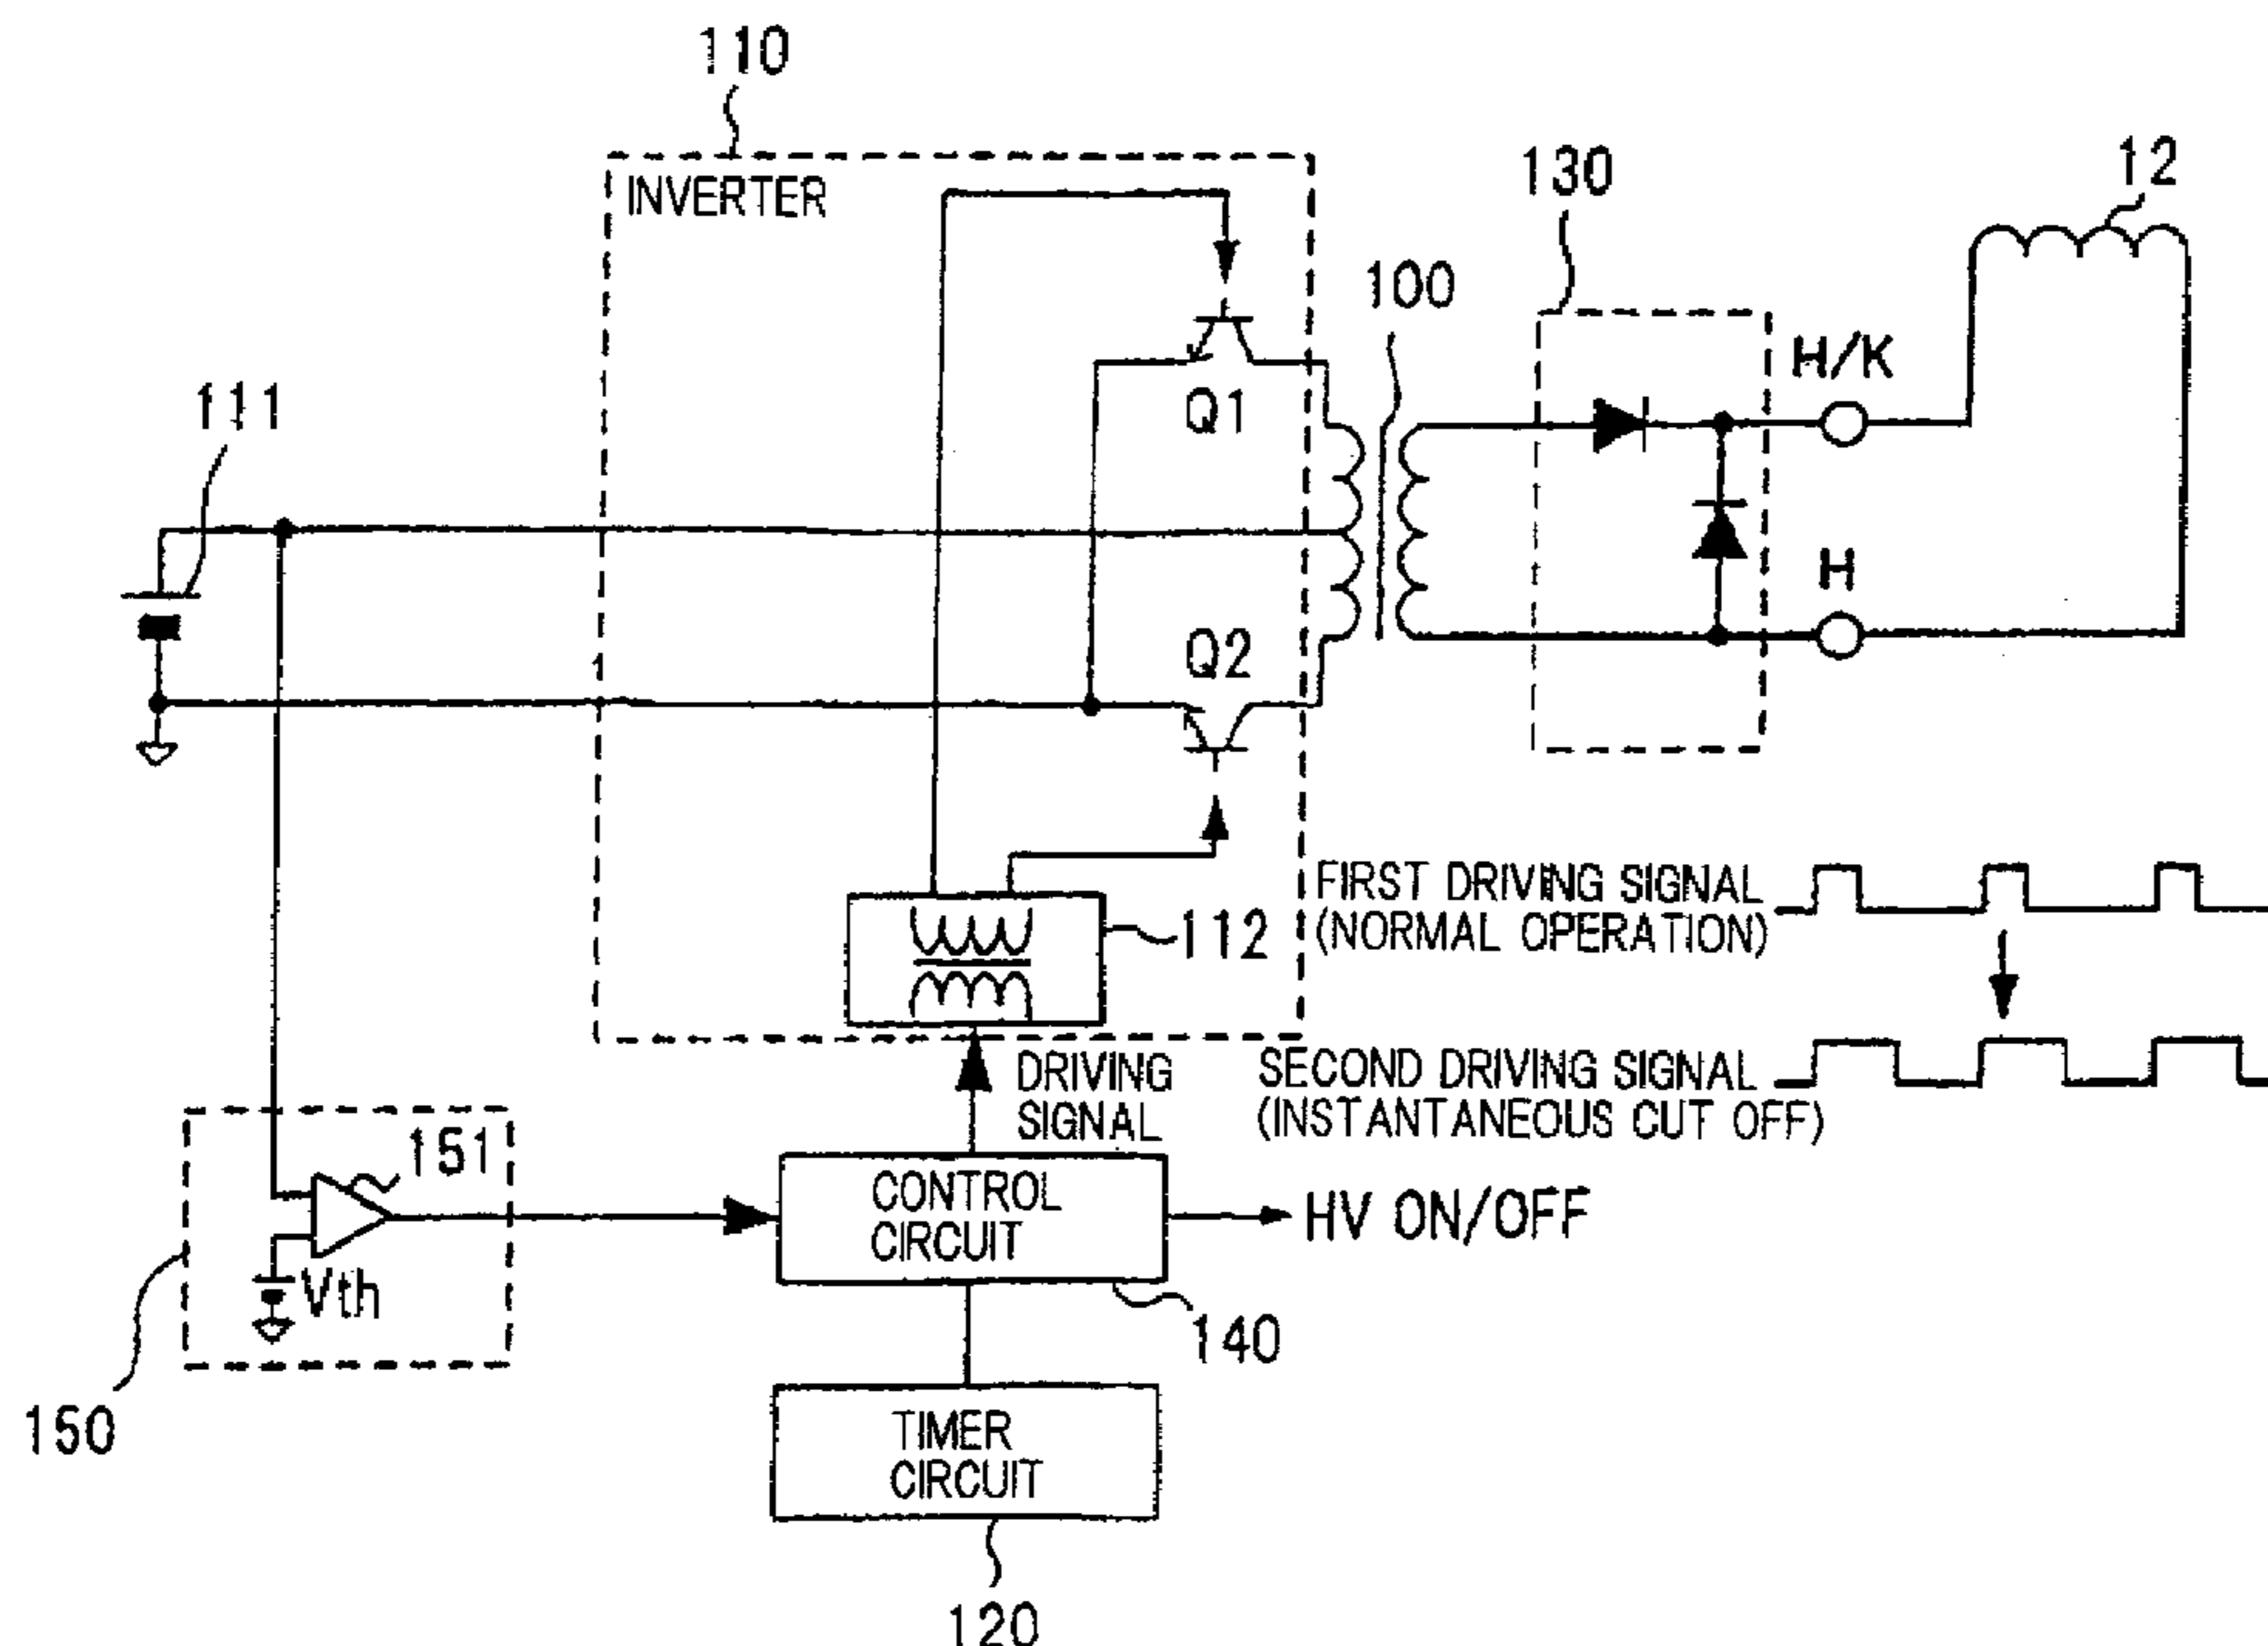 110
INVERTER
130
12
100
H/K
111
Q1
H
Q2
FIRST DRIVING SIGNAL
(NORMAL OPERATION)
112
DRIVING
SIGNAL
SECOND DRIVING SIGNAL
(INSTANTANEOUS CUT OFF)
151
CONTROL
CIRCUIT
HV ON/OFF
Vth
140
150
TIMER
CIRCUIT
120